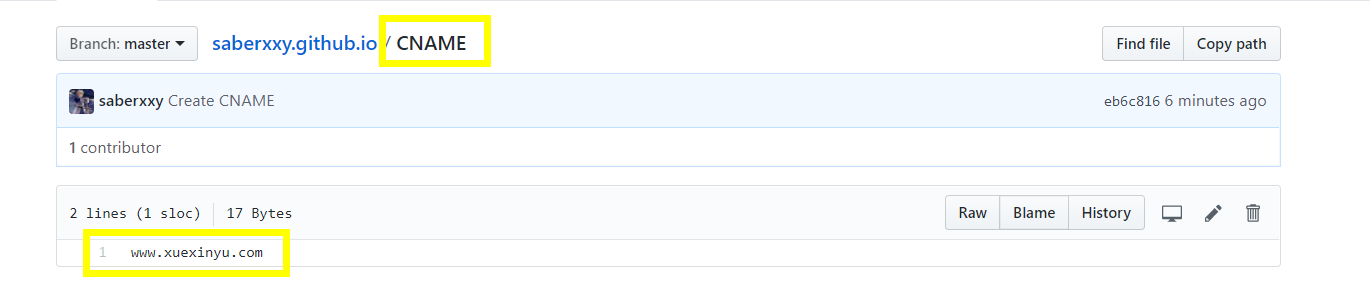 Branch: master saberxxy.github.io / CNAME Find file Copy path
saberxxy Create CNAME eb6c816 6 minutes ago
1 contributor
2 lines (1 sloc) 17 Bytes Raw Blame History
1 www.xuexinyu.com